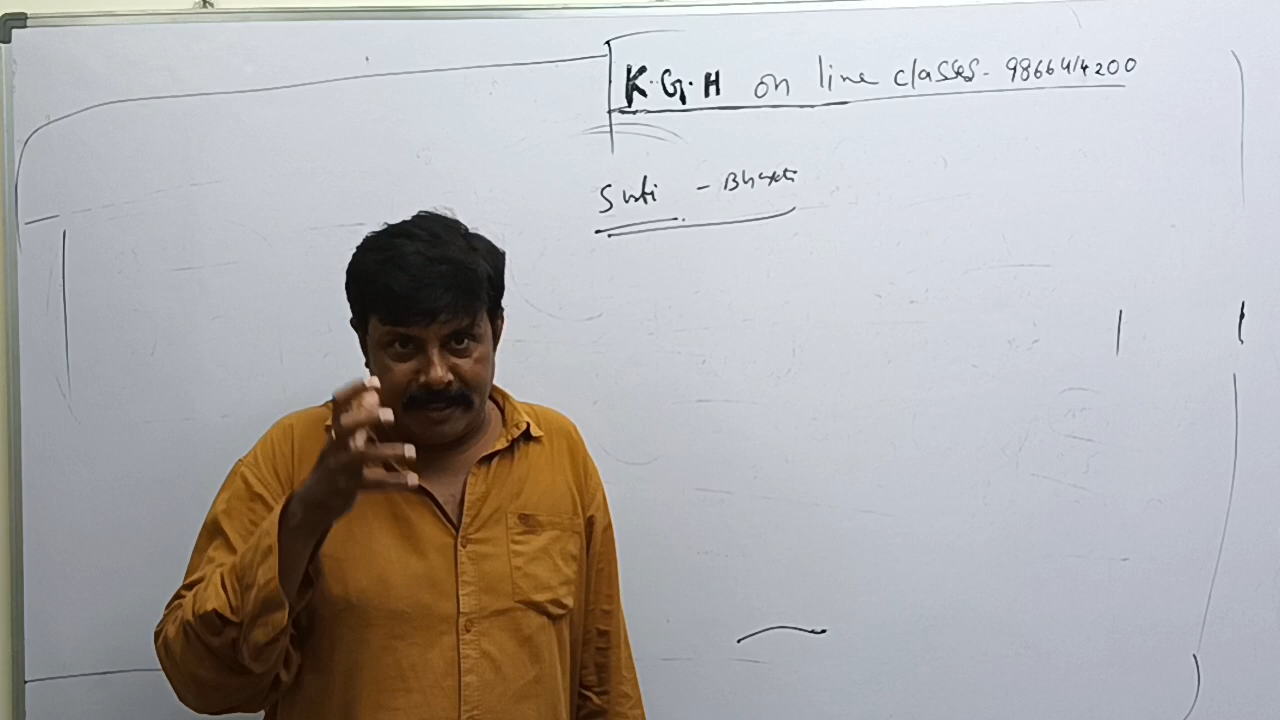 K.G.H on line classes - 9866414200
Sufi - Bhakti